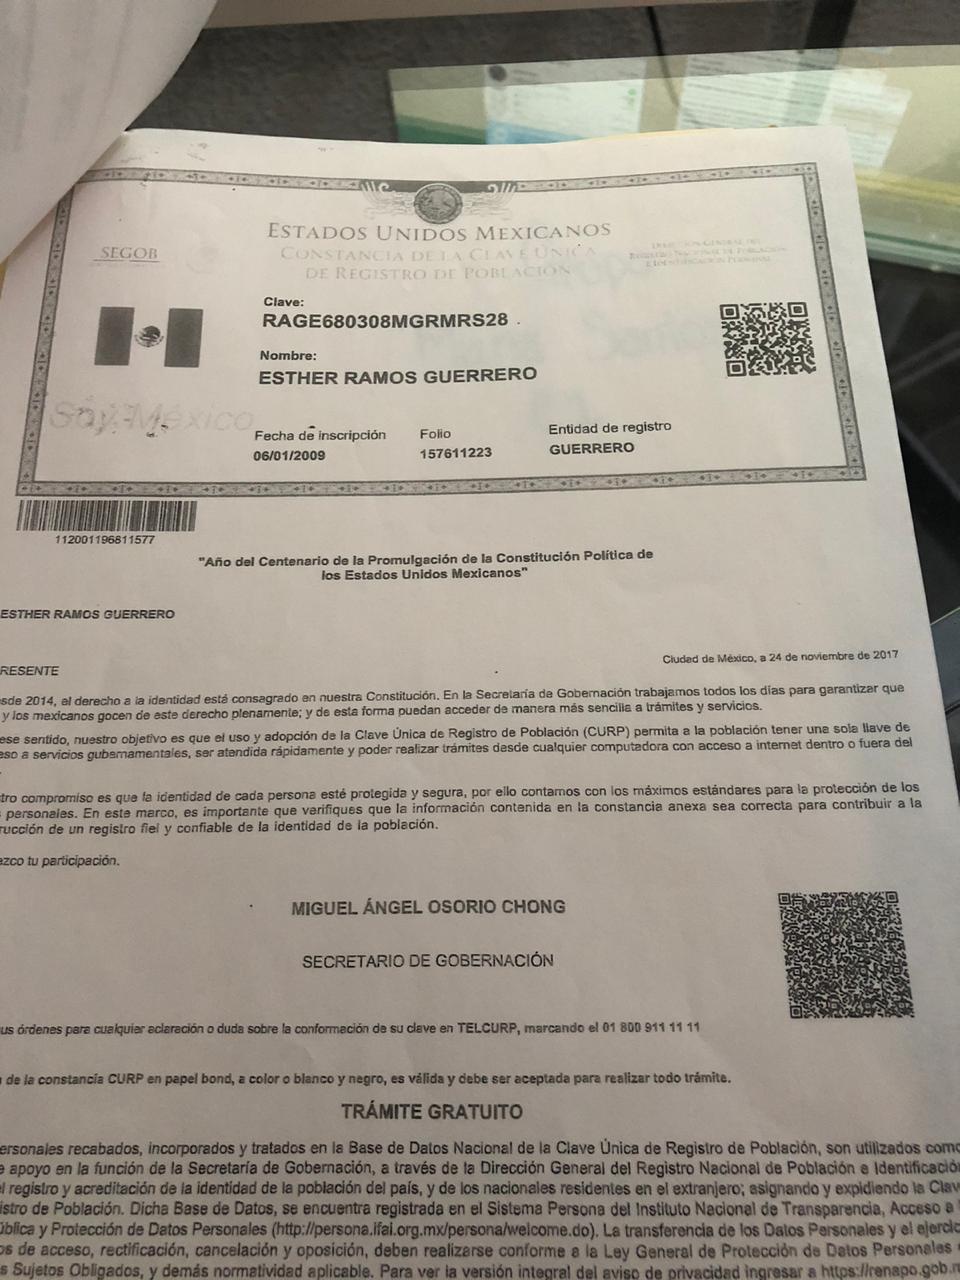 ESTADOS UNIDOS MEXICANOS
SEGOB
CONSTANCIA DE LA CLAVE ÚNICA
DE REGISTRO DE POBLACIÓN
DIRECCIÓN GENERAL DEL
REGISTRO NACIONAL DE POBLACIÓN
E IDENTIFICACIÓN PERSONAL
Clave:
RAGE680308MGRMRS28
Nombre:
ESTHER RAMOS GUERRERO
Soy México
Fecha de inscripción Folio Entidad de registro
06/01/2009 157611223 GUERRERO
112001196811577
"Año del Centenario de la Promulgación de la Constitución Política de
los Estados Unidos Mexicanos"
ESTHER RAMOS GUERRERO
RESENTE
Ciudad de México, a 24 de noviembre de 2017
sde 2014, el derecho a la identidad está consagrado en nuestra Constitución. En la Secretaría de Gobernación trabajamos todos los días para garantizar que
y los mexicanos gocen de este derecho plenamente; y de esta forma puedan acceder de manera más sencilla a trámites y servicios.
ese sentido, nuestro objetivo es que el uso y adopción de la Clave Única de Registro de Población (CURP) permita a la población tener una sola llave de
eso a servicios gubernamentales, ser atendida rápidamente y poder realizar trámites desde cualquier computadora con acceso a internet dentro o fuera del
tro compromiso es que la identidad de cada persona esté protegida y segura, por ello contamos con los máximos estándares para la protección de los
s personales. En este marco, es importante que verifiques que la información contenida en la constancia anexa sea correcta para contribuir a la
rucción de un registro fiel y confiable de la identidad de la población.
ezco tu participación.
MIGUEL ÁNGEL OSORIO CHONG
SECRETARIO DE GOBERNACIÓN
us órdenes para cualquier aclaración o duda sobre la conformación de su clave en TELCURP, marcando el 01 800 911 11 11
n de la constancia CURP en papel bond, a color o blanco y negro, es válida y debe ser aceptada para realizar todo trámite.
TRÁMITE GRATUITO
ersonales recabados, incorporados y tratados en la Base de Datos Nacional de la Clave Única de Registro de Población, son utilizados como
e apoyo en la función de la Secretaría de Gobernación, a través de la Dirección General del Registro Nacional de Población e Identificación
el registro y acreditación de la identidad de la población del país, y de los nacionales residentes en el extranjero; asignando y expidiendo la Clav
istro de Población. Dicha Base de Datos, se encuentra registrada en el Sistema Persona del Instituto Nacional de Transparencia, Acceso a
ública y Protección de Datos Personales (http://persona.ifai.org.mx/persona/welcome.do). La transferencia de los Datos Personales y el ejercic
os de acceso, rectificación, cancelación y oposición, deben realizarse conforme a la Ley General de Protección de Datos Personales
s Sujetos Obligados, y demás normatividad aplicable. Para ver la versión integral del aviso de privacidad ingresar a https://renapo.gob.m